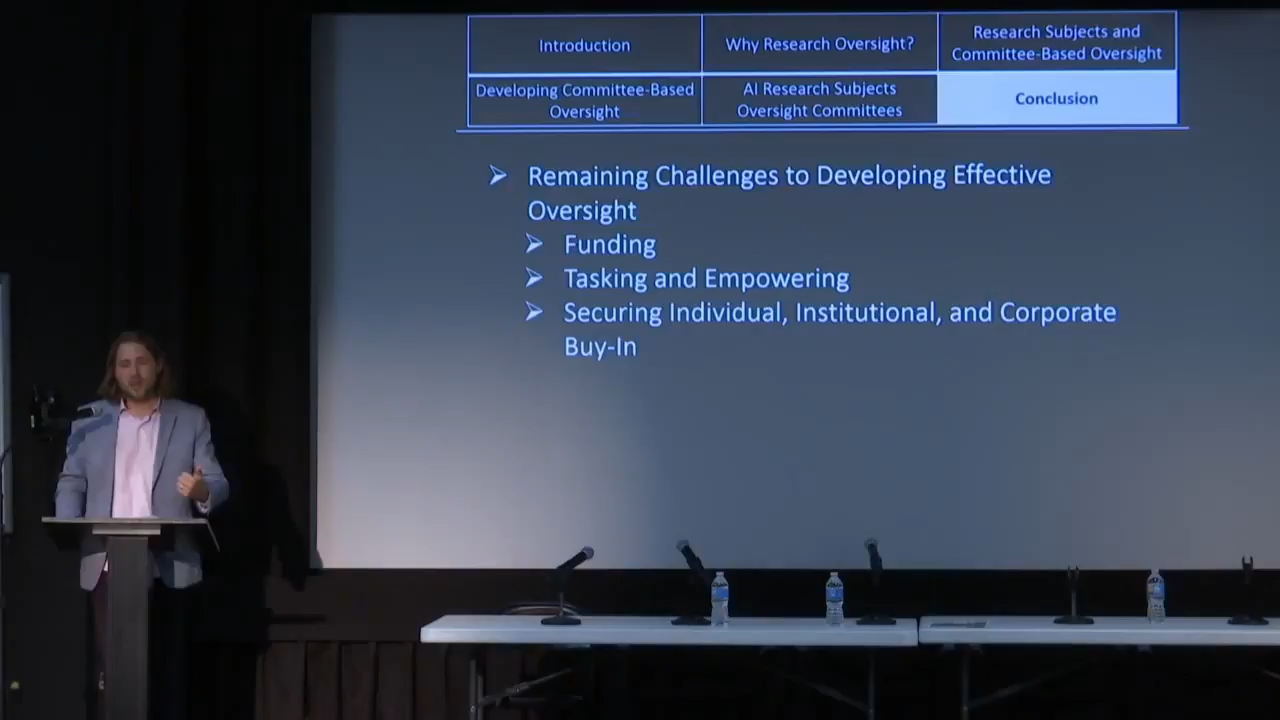 Introduction
Why Research Oversight?
Research Subjects and
Committee-Based Oversight
Developing Committee-Based
Oversight
AI Research Subjects
Oversight Committees
Conclusion
Remaining Challenges to Developing Effective
Oversight
Funding
Tasking and Empowering
Securing Individual, Institutional, and Corporate
Buy-In